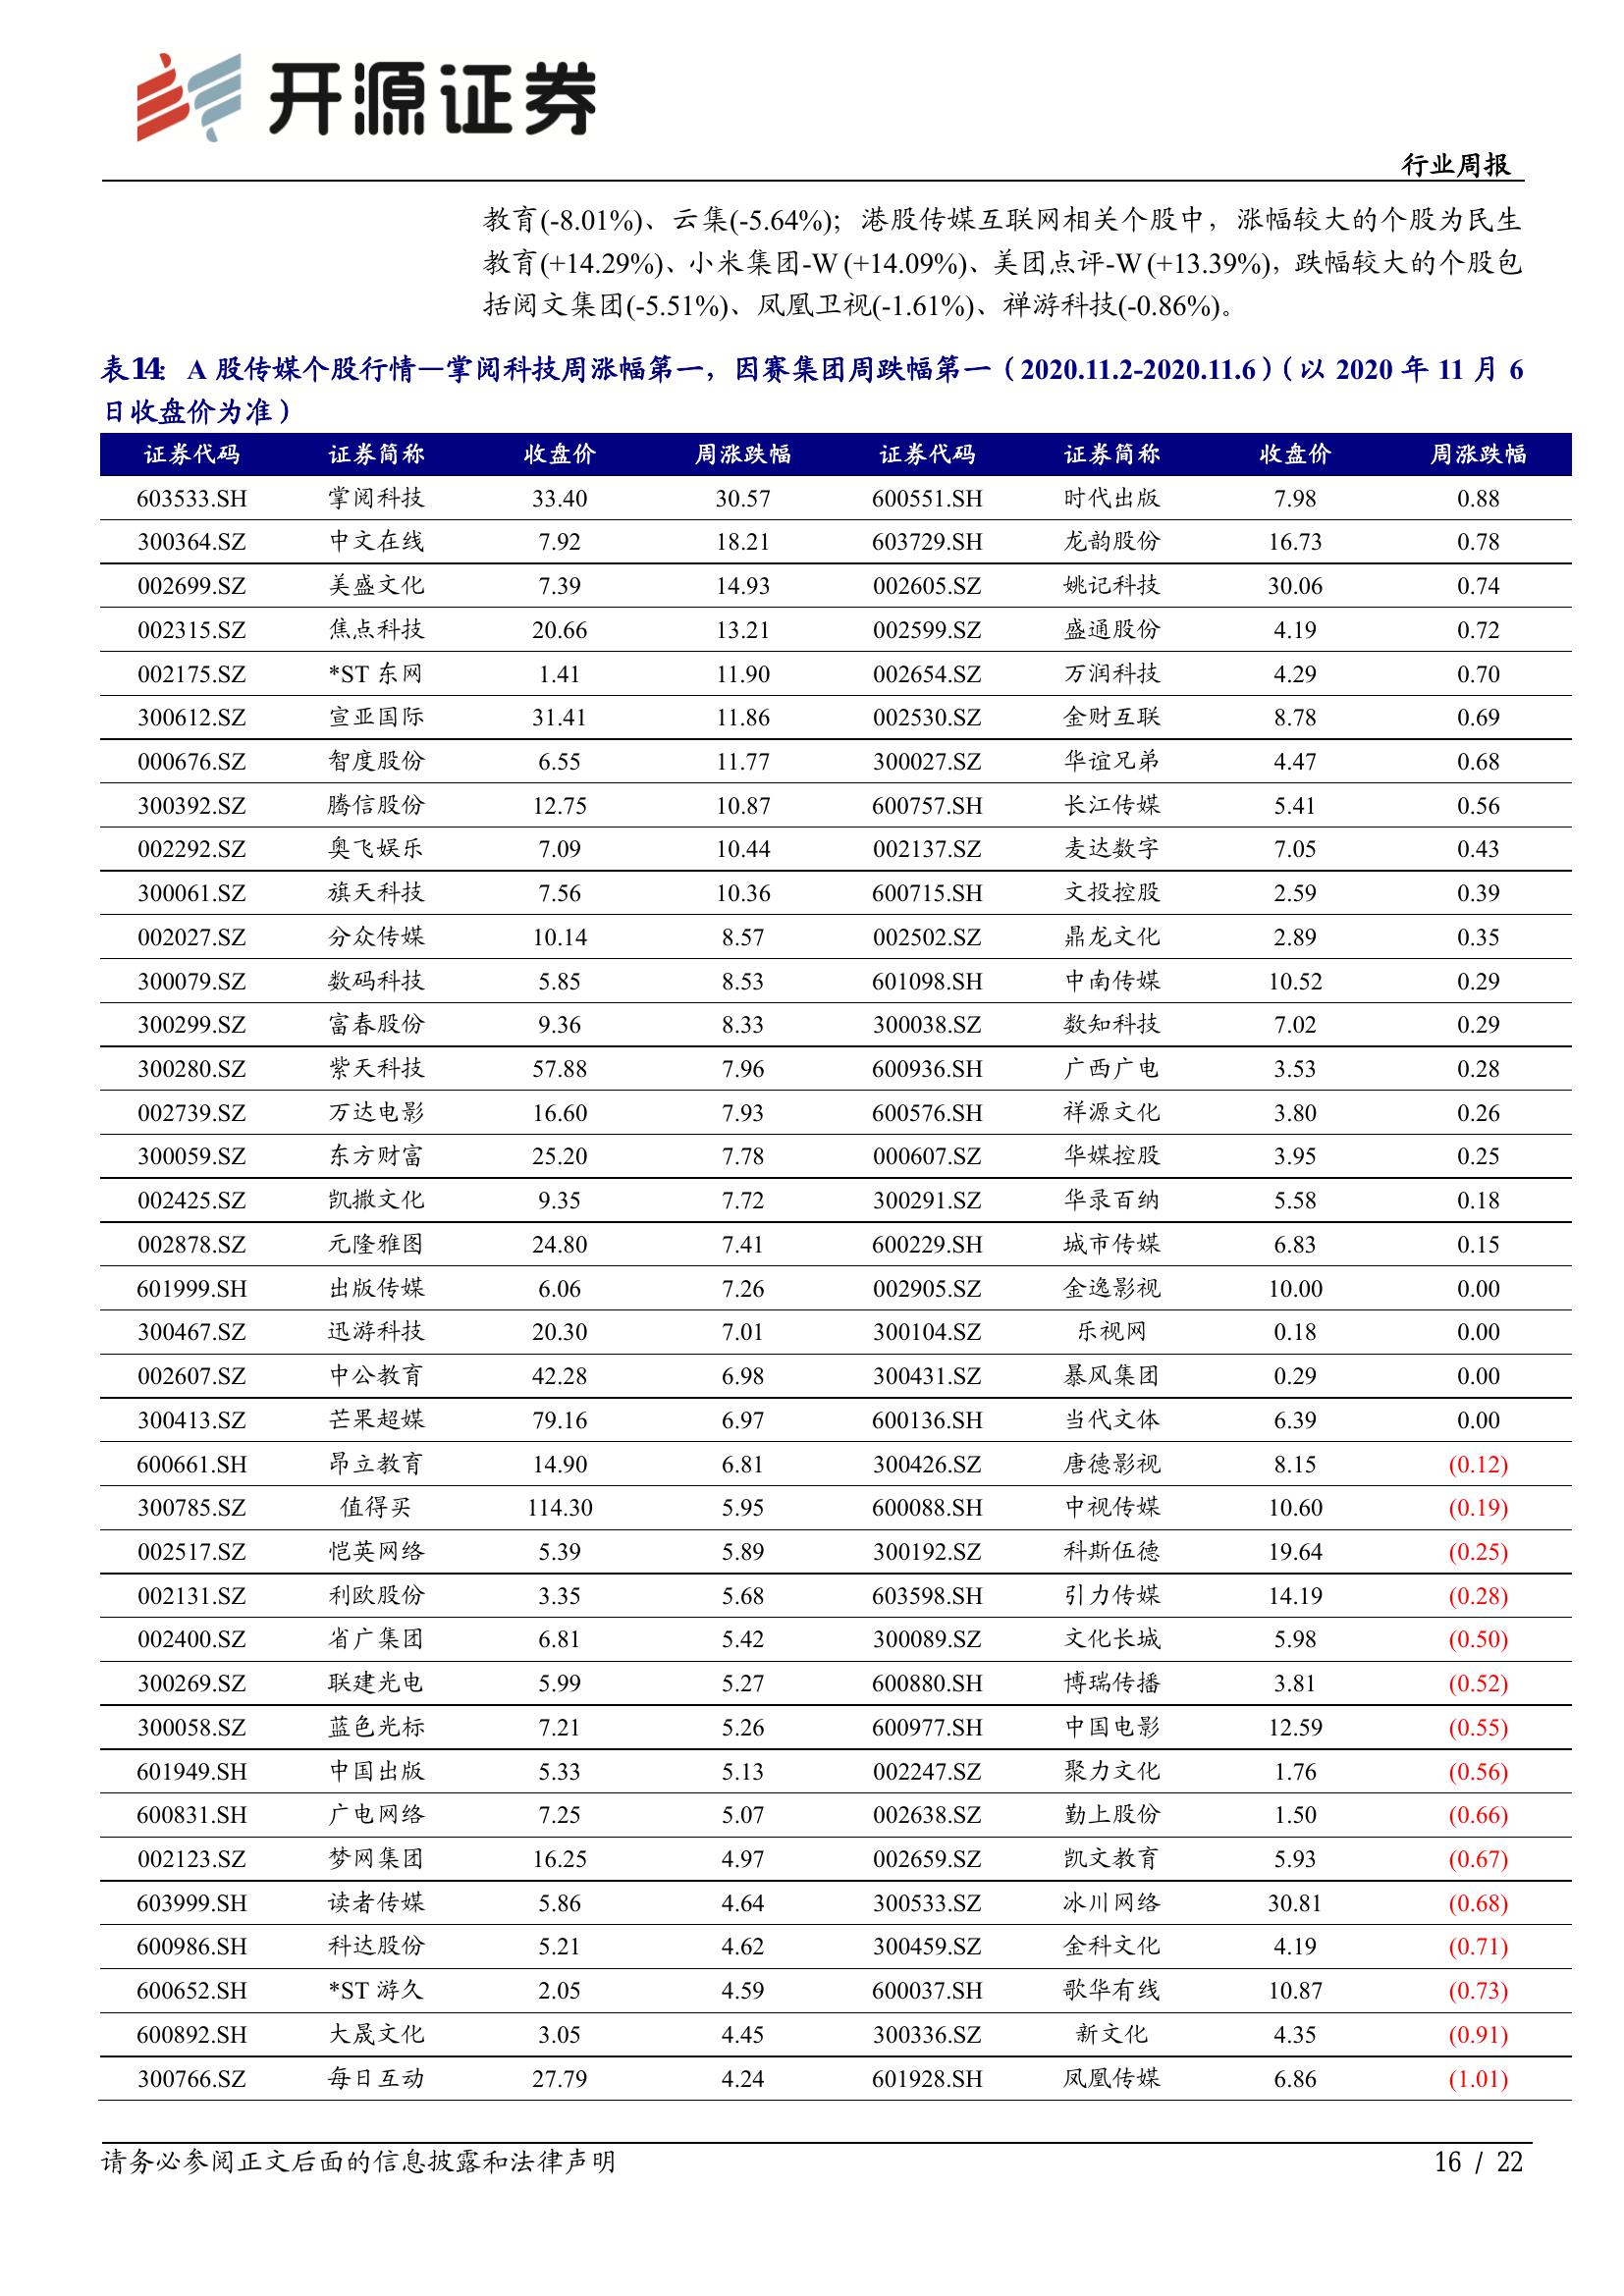 开源证券
行业周报
教育(-8.01%)、云集(-5.64%)；港股传媒互联网相关个股中，涨幅较大的个股为民生
教育(+14.29%)、小米集团-W (+14.09%)、美团点评-W (+13.39%)，跌幅较大的个股包
括阅文集团(-5.51%)、凤凰卫视(-1.61%)、禅游科技(-0.86%)。
表14： A 股传媒个股行情—掌阅科技周涨幅第一，因赛集团周跌幅第一（2020.11.2-2020.11.6）（以 2020 年 11 月 6
日收盘价为准）
证券代码 证券简称 收盘价 周涨跌幅 证券代码 证券简称 收盘价 周涨跌幅
603533.SH 掌阅科技 33.40 30.57 600551.SH 时代出版 7.98 0.88
300364.SZ 中文在线 7.92 18.21 603729.SH 龙韵股份 16.73 0.78
002699.SZ 美盛文化 7.39 14.93 002605.SZ 姚记科技 30.06 0.74
002315.SZ 焦点科技 20.66 13.21 002599.SZ 盛通股份 4.19 0.72
002175.SZ *ST 东网 1.41 11.90 002654.SZ 万润科技 4.29 0.70
300612.SZ 宣亚国际 31.41 11.86 002530.SZ 金财互联 8.78 0.69
000676.SZ 智度股份 6.55 11.77 300027.SZ 华谊兄弟 4.47 0.68
300392.SZ 腾信股份 12.75 10.87 600757.SH 长江传媒 5.41 0.56
002292.SZ 奥飞娱乐 7.09 10.44 002137.SZ 麦达数字 7.05 0.43
300061.SZ 旗天科技 7.56 10.36 600715.SH 文投控股 2.59 0.39
002027.SZ 分众传媒 10.14 8.57 002502.SZ 鼎龙文化 2.89 0.35
300079.SZ 数码科技 5.85 8.53 601098.SH 中南传媒 10.52 0.29
300299.SZ 富春股份 9.36 8.33 300038.SZ 数知科技 7.02 0.29
300280.SZ 紫天科技 57.88 7.96 600936.SH 广西广电 3.53 0.28
002739.SZ 万达电影 16.60 7.93 600576.SH 祥源文化 3.80 0.26
300059.SZ 东方财富 25.20 7.78 000607.SZ 华媒控股 3.95 0.25
002425.SZ 凯撒文化 9.35 7.72 300291.SZ 华录百纳 5.58 0.18
002878.SZ 元隆雅图 24.80 7.41 600229.SH 城市传媒 6.83 0.15
601999.SH 出版传媒 6.06 7.26 002905.SZ 金逸影视 10.00 0.00
300467.SZ 迅游科技 20.30 7.01 300104.SZ 乐视网 0.18 0.00
002607.SZ 中公教育 42.28 6.98 300431.SZ 暴风集团 0.29 0.00
300413.SZ 芒果超媒 79.16 6.97 600136.SH 当代文体 6.39 0.00
600661.SH 昂立教育 14.90 6.81 300426.SZ 唐德影视 8.15 (0.12)
300785.SZ 值得买 114.30 5.95 600088.SH 中视传媒 10.60 (0.19)
002517.SZ 恺英网络 5.39 5.89 300192.SZ 科斯伍德 19.64 (0.25)
002131.SZ 利欧股份 3.35 5.68 603598.SH 引力传媒 14.19 (0.28)
002400.SZ 省广集团 6.81 5.42 300089.SZ 文化长城 5.98 (0.50)
300269.SZ 联建光电 5.99 5.27 600880.SH 博瑞传播 3.81 (0.52)
300058.SZ 蓝色光标 7.21 5.26 600977.SH 中国电影 12.59 (0.55)
601949.SH 中国出版 5.33 5.13 002247.SZ 聚力文化 1.76 (0.56)
600831.SH 广电网络 7.25 5.07 002638.SZ 勤上股份 1.50 (0.66)
002123.SZ 梦网集团 16.25 4.97 002659.SZ 凯文教育 5.93 (0.67)
603999.SH 读者传媒 5.86 4.64 300533.SZ 冰川网络 30.81 (0.68)
600986.SH 科达股份 5.21 4.62 300459.SZ 金科文化 4.19 (0.71)
600652.SH *ST 游久 2.05 4.59 600037.SH 歌华有线 10.87 (0.73)
600892.SH 大晟文化 3.05 4.45 300336.SZ 新文化 4.35 (0.91)
300766.SZ 每日互动 27.79 4.24 601928.SH 凤凰传媒 6.86 (1.01)
请务必参阅正文后面的信息披露和法律声明 16 / 22